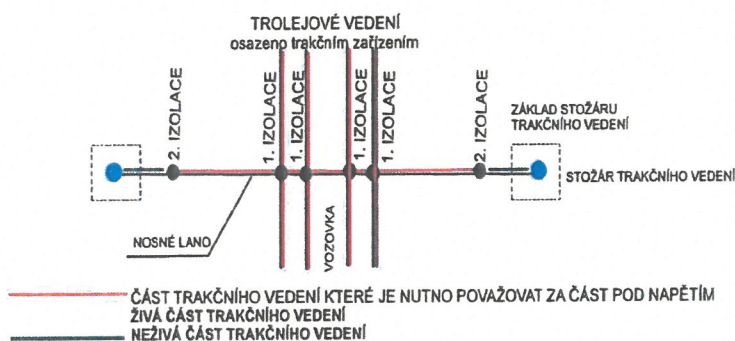 TROLEJOVÉ VEDENÍ
osazeno trakčním zařízením
2. IZOLACE
1. IZOLACE
1. IZOLACE
1. IZOLACE
1. IZOLACE
2. IZOLACE
ZÁKLAD STOŽÁRU
TRAKČNÍHO VEDENÍ
STOŽÁR TRAKČNÍHO VEDENÍ
NOSNÉ LANO
VOZOVKA
ČÁST TRAKČNÍHO VEDENÍ KTERÉ JE NUTNO POVAŽOVAT ZA ČÁST POD NAPĚTÍM
ŽIVÁ ČÁST TRAKČNÍHO VEDENÍ
NEŽIVÁ ČÁST TRAKČNÍHO VEDENÍ